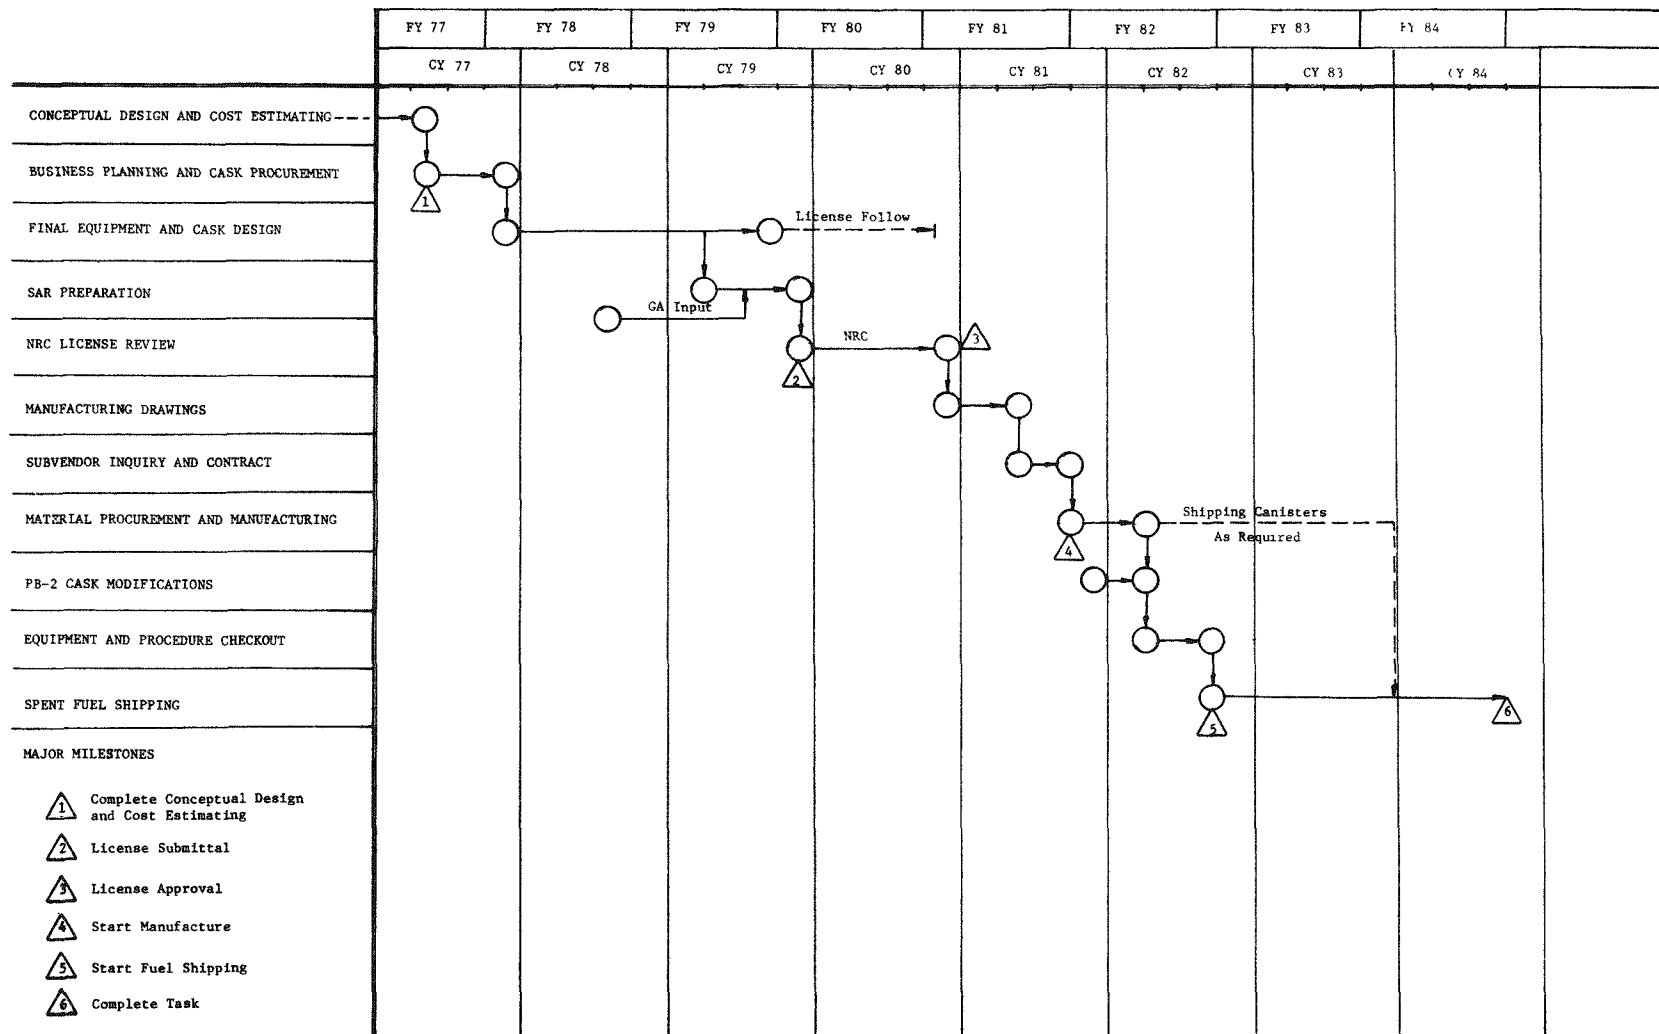 FY 77 FY 78 FY 79 FY 80 FY 81 FY 82 FY 83 FY 84
CY 77 CY 78 CY 79 CY 80 CY 81 CY 82 CY 83 CY 84
CONCEPTUAL DESIGN AND COST ESTIMATING
BUSINESS PLANNING AND CASK PROCUREMENT
1
License Follow
FINAL EQUIPMENT AND CASK DESIGN
SAR PREPARATION
GA Input
NRC LICENSE REVIEW
NRC
3
2
MANUFACTURING DRAWINGS
SUBVENDOR INQUIRY AND CONTRACT
MATERIAL PROCUREMENT AND MANUFACTURING
Shipping Canisters
As Required
4
PB-2 CASK MODIFICATIONS
EQUIPMENT AND PROCEDURE CHECKOUT
SPENT FUEL SHIPPING
6
5
MAJOR MILESTONES
1 Complete Conceptual Design
and Cost Estimating
2 License Submittal
3 License Approval
4 Start Manufacture
5 Start Fuel Shipping
6 Complete Task